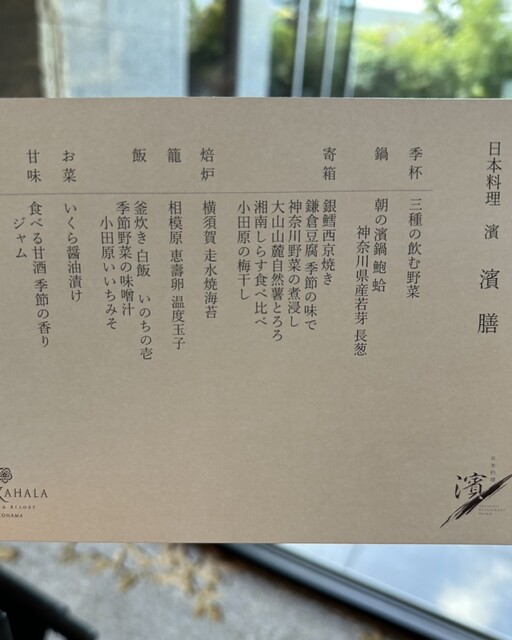 日本料理 濱 濱膳
季杯 三種の飲む野菜
鍋 朝の濱鍋 鮑 蛤
神奈川県産若芽 長葱
寄箱 銀鱈西京焼き
鎌倉豆腐 季節の味で
神奈川野菜の煮浸し
大山山麓自然薯とろろ
湘南しらす食べ比べ
小田原の梅干し
焙炉 横須賀 走水焼海苔
籠 相模原 恵壽卵 温度玉子
飯 釜炊き 白飯 いのちの壱
季節野菜の味噌汁
小田原いいちみそ
お菜 いくら醤油漬け
甘味 食べる甘酒 季節の香り
ジャム
日本料理
濱
KAHALA
& RESORT